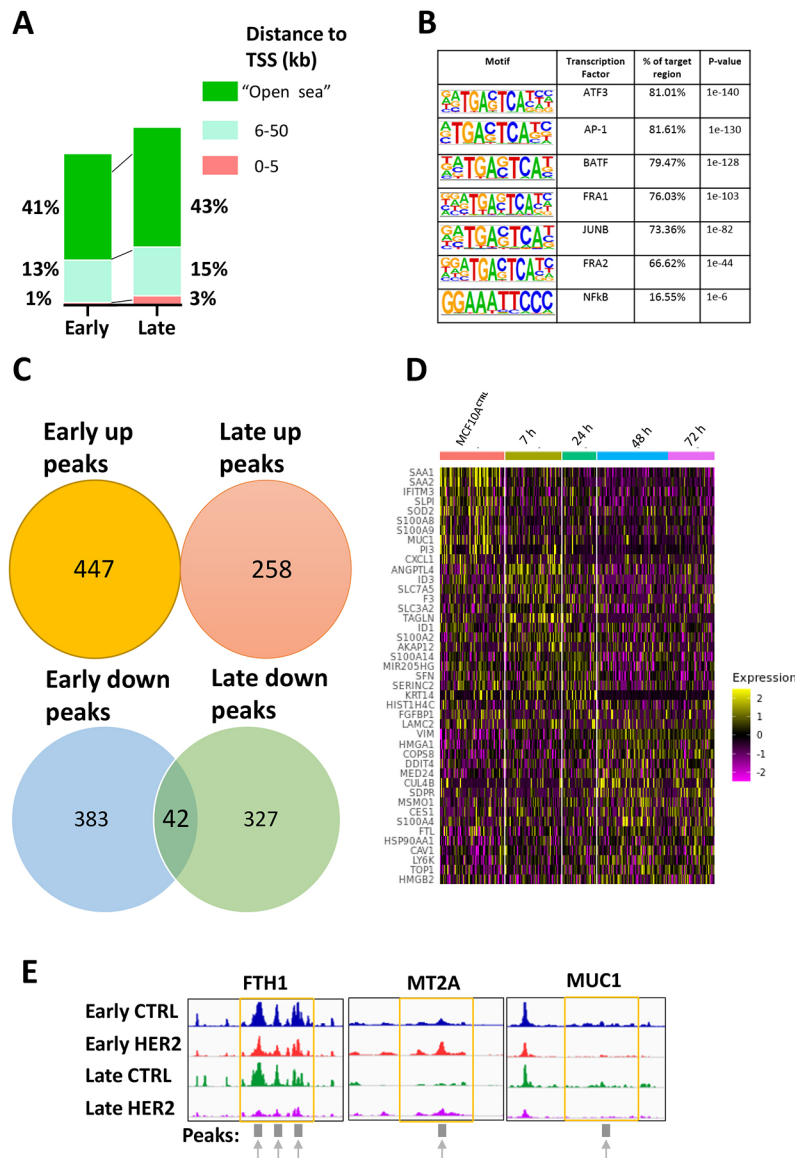 A
Distance to
TSS (kb)
"Open sea"
6-50
0-5
41%
13%
1%
43%
15%
3%
Early
Late
B
Motif
Transcription Factor
% of target region
P-value
ATF3
81.01%
1e-140
AP-1
81.61%
1e-130
BATF
79.47%
1e-128
FRA1
76.03%
1e-103
JUNB
73.36%
1e-82
FRA2
66.62%
1e-44
GGAAATTCCC
NFkB
16.55%
1e-6
C
Early up
peaks
Late up
peaks
447
258
Early down
peaks
Late down
peaks
383
42
327
D
MCF10A^CTRL
7 h
24 h
48 h
72 h
SAA1
SAA2
IFITM3
SLPI
SOD2
S100A8
S100A9
MUC1
PI3
CXCL1
ANGPTL4
ID3
SLC7A5
F3
SLC3A2
TAGLN
ID1
S100A2
AKAP12
S100A14
MIR205HG
SFN
SERINC2
KRT14
HIST1H4C
FGFBP1
LAMC2
VIM
HMGA1
COPS8
DDIT4
MED24
CUL4B
SDPR
MSMO1
CES1
S100A4
FTL
HSP90AA1
CAV1
LY6K
TOP1
HMGB2
Expression
2
1
0
-1
-2
E
FTH1
MT2A
MUC1
Early CTRL
Early HER2
Late CTRL
Late HER2
Peaks: